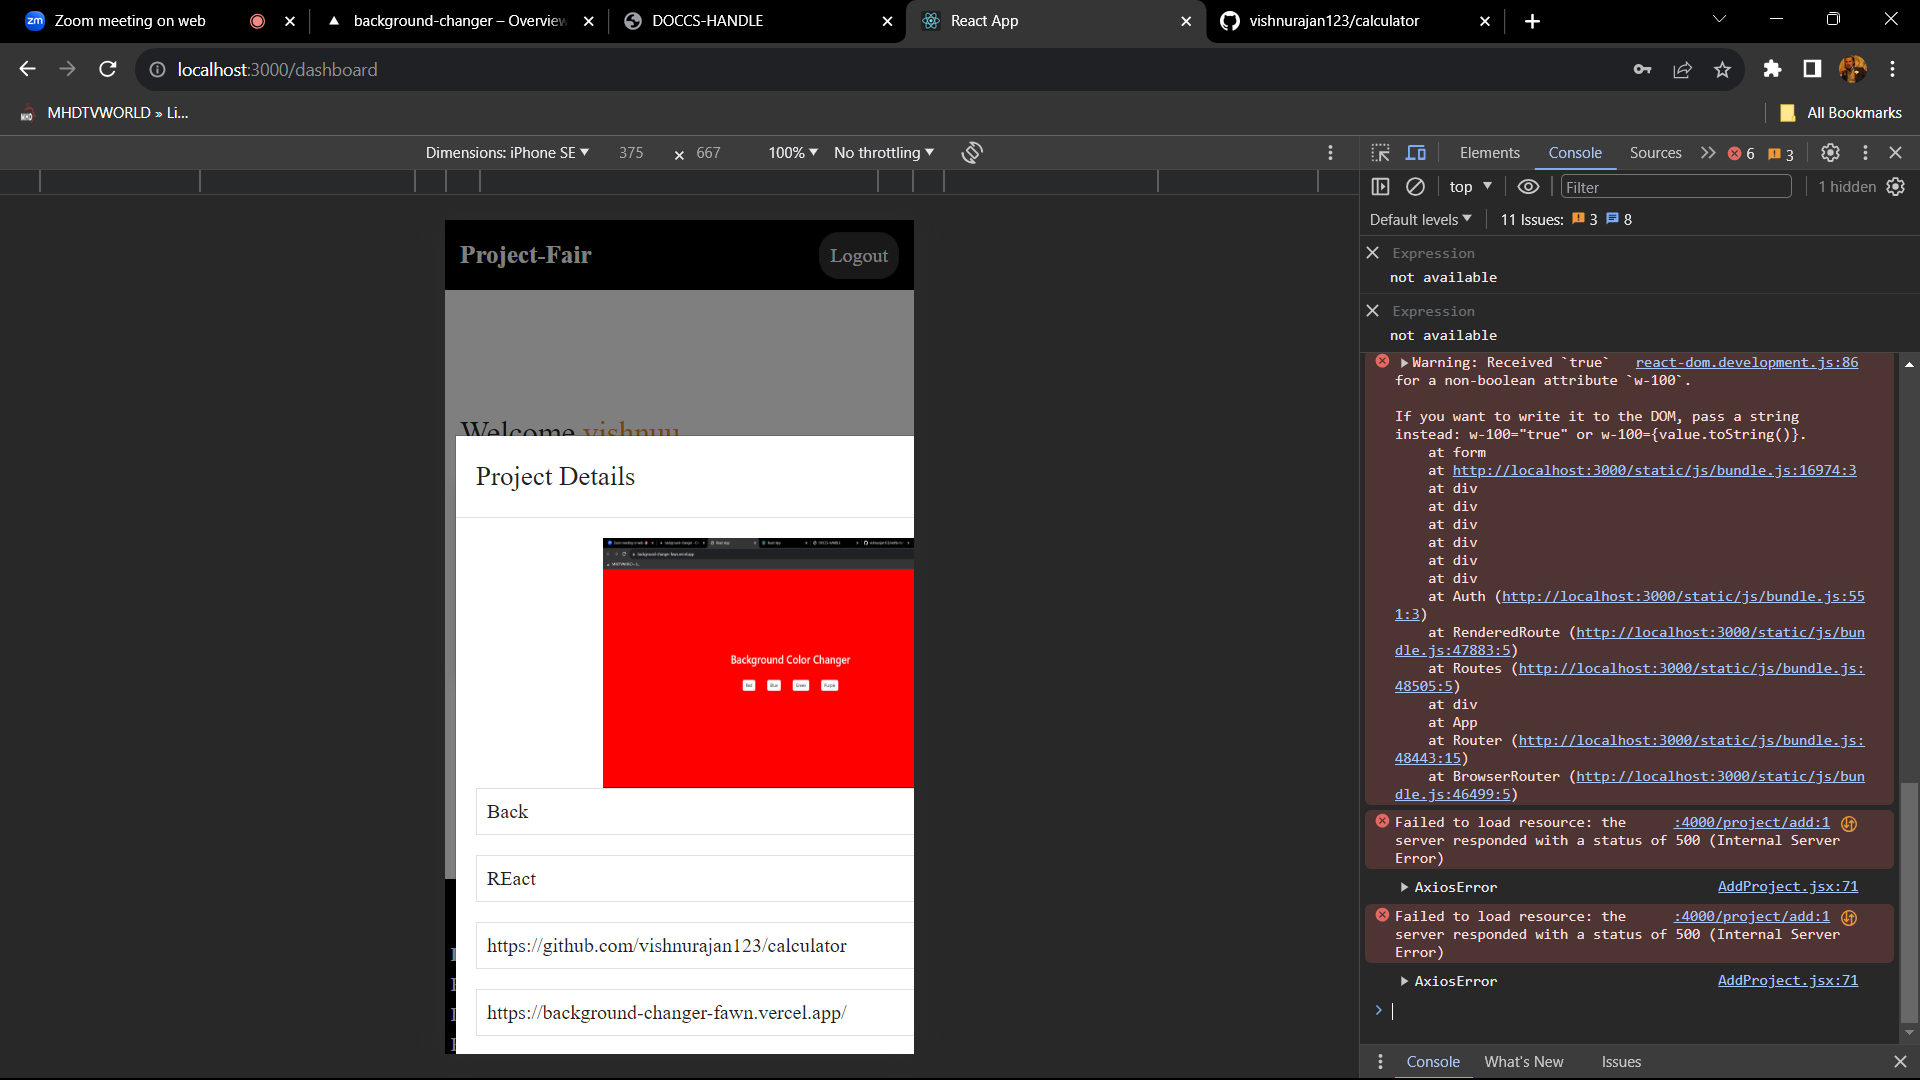 Zoom meeting on web
background-changer – Overview
DOCCS-HANDLE
React App
vishnurajan123/calculator
localhost:3000/dashboard
MHDTVWORLD » Li...
All Bookmarks
Dimensions: iPhone SE 375 × 667 100% No throttling
Elements Console Sources 6 3
top Filter 1 hidden
Default levels 11 Issues: 3 8
Expression
not available
Expression
not available
Warning: Received `true` react-dom.development.js:86
for a non-boolean attribute `w-100`.
If you want to write it to the DOM, pass a string
instead: w-100="true" or w-100={value.toString()}.
at form
at http://localhost:3000/static/js/bundle.js:16974:3
at div
at div
at div
at div
at div
at div
at Auth (http://localhost:3000/static/js/bundle.js:55
1:3)
at RenderedRoute (http://localhost:3000/static/js/bun
dle.js:47883:5)
at Routes (http://localhost:3000/static/js/bundle.js:
48505:5)
at div
at App
at Router (http://localhost:3000/static/js/bundle.js:
48443:15)
at BrowserRouter (http://localhost:3000/static/js/bun
dle.js:46499:5)
Failed to load resource: the :4000/project/add:1
server responded with a status of 500 (Internal Server
Error)
AxiosError AddProject.jsx:71
Failed to load resource: the :4000/project/add:1
server responded with a status of 500 (Internal Server
Error)
AxiosError AddProject.jsx:71
Console What's New Issues
Project-Fair
Logout
Welcome vishnuu
Project Details
Background Color Changer
Red Blue Green Purple
Back
REact
https://github.com/vishnurajan123/calculator
https://background-changer-fawn.vercel.app/